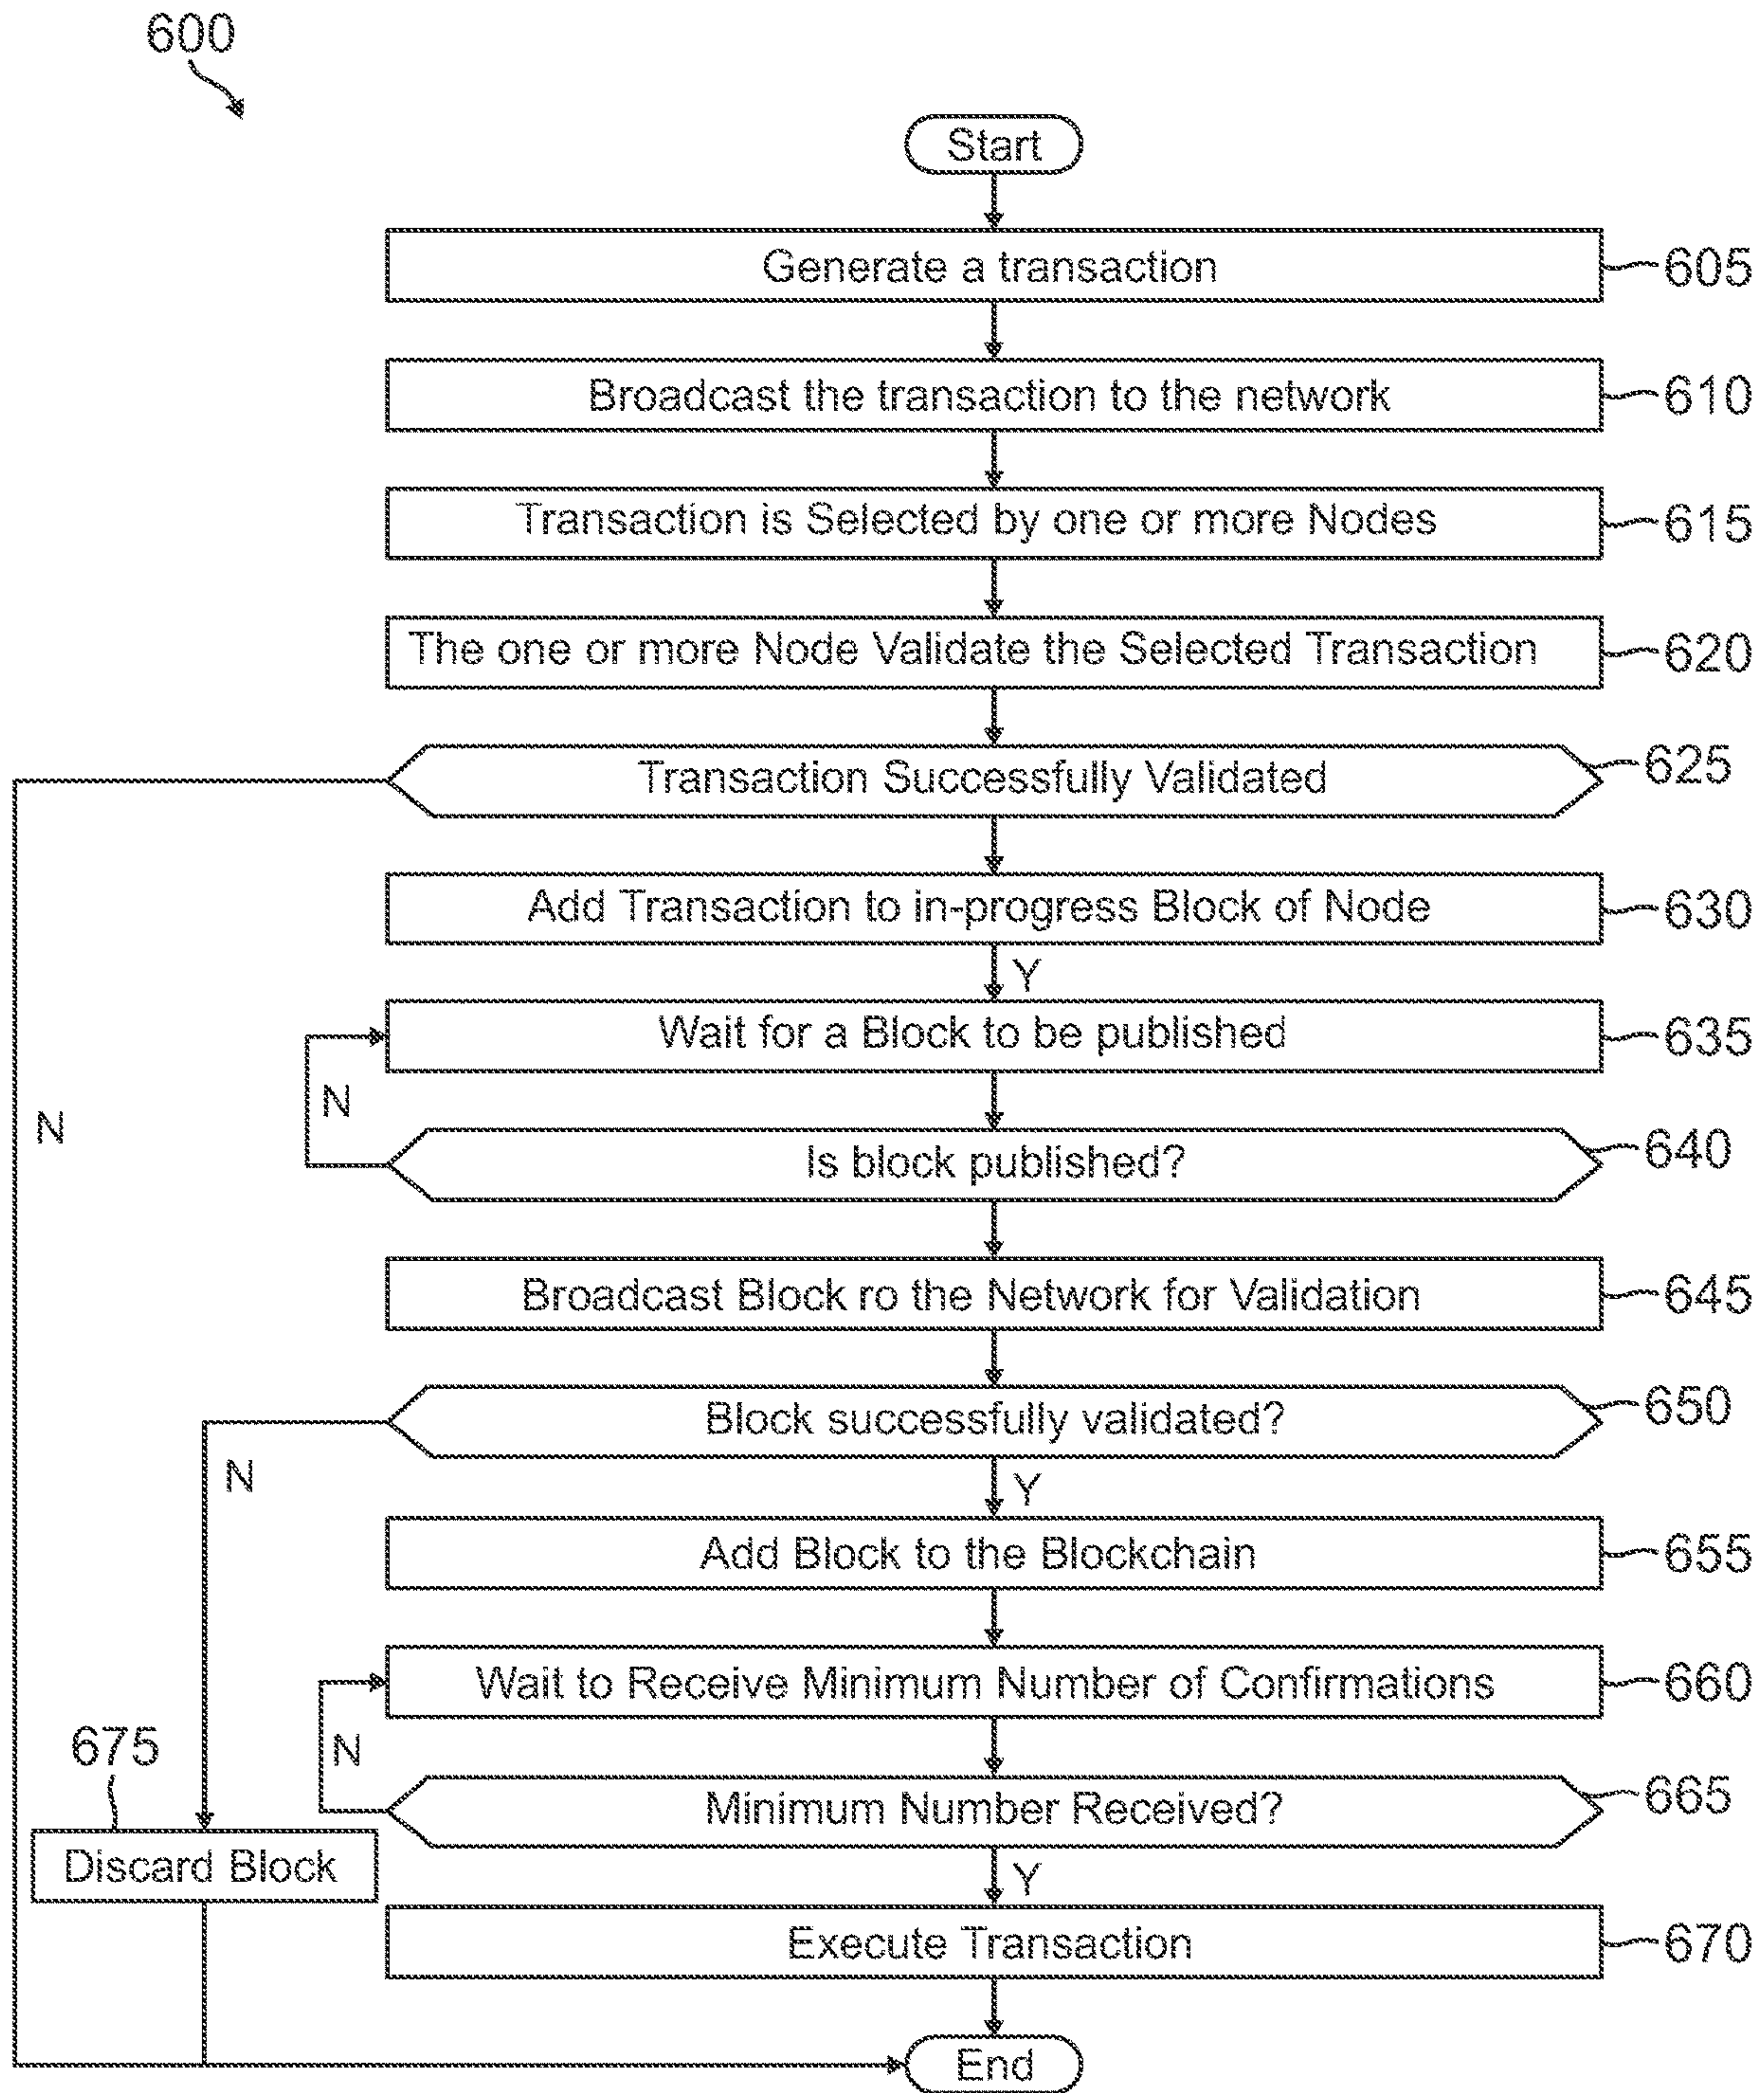 600
Start
Generate a transaction
605
Broadcast the transaction to the network
610
Transaction is Selected by one or more Nodes
615
The one or more Node Validate the Selected Transaction
620
Transaction Successfully Validated
625
Add Transaction to in-progress Block of Node
630
Y
Wait for a Block to be published
635
N
N
Is block published?
640
Broadcast Block ro the Network for Validation
645
Block successfully validated?
650
N
Y
Add Block to the Blockchain
655
Wait to Receive Minimum Number of Confirmations
660
675
N
Minimum Number Received?
665
Discard Block
Y
Execute Transaction
670
End